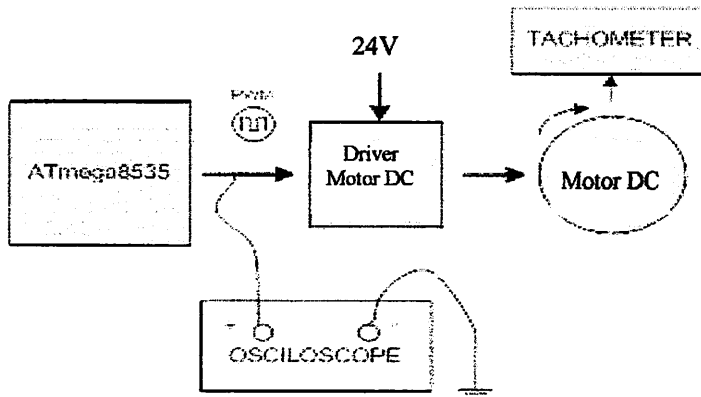 24V
TACHOMETER
PWM
ATmega8535
Driver
Motor DC
Motor DC
+
-
OSCILOSCOPE